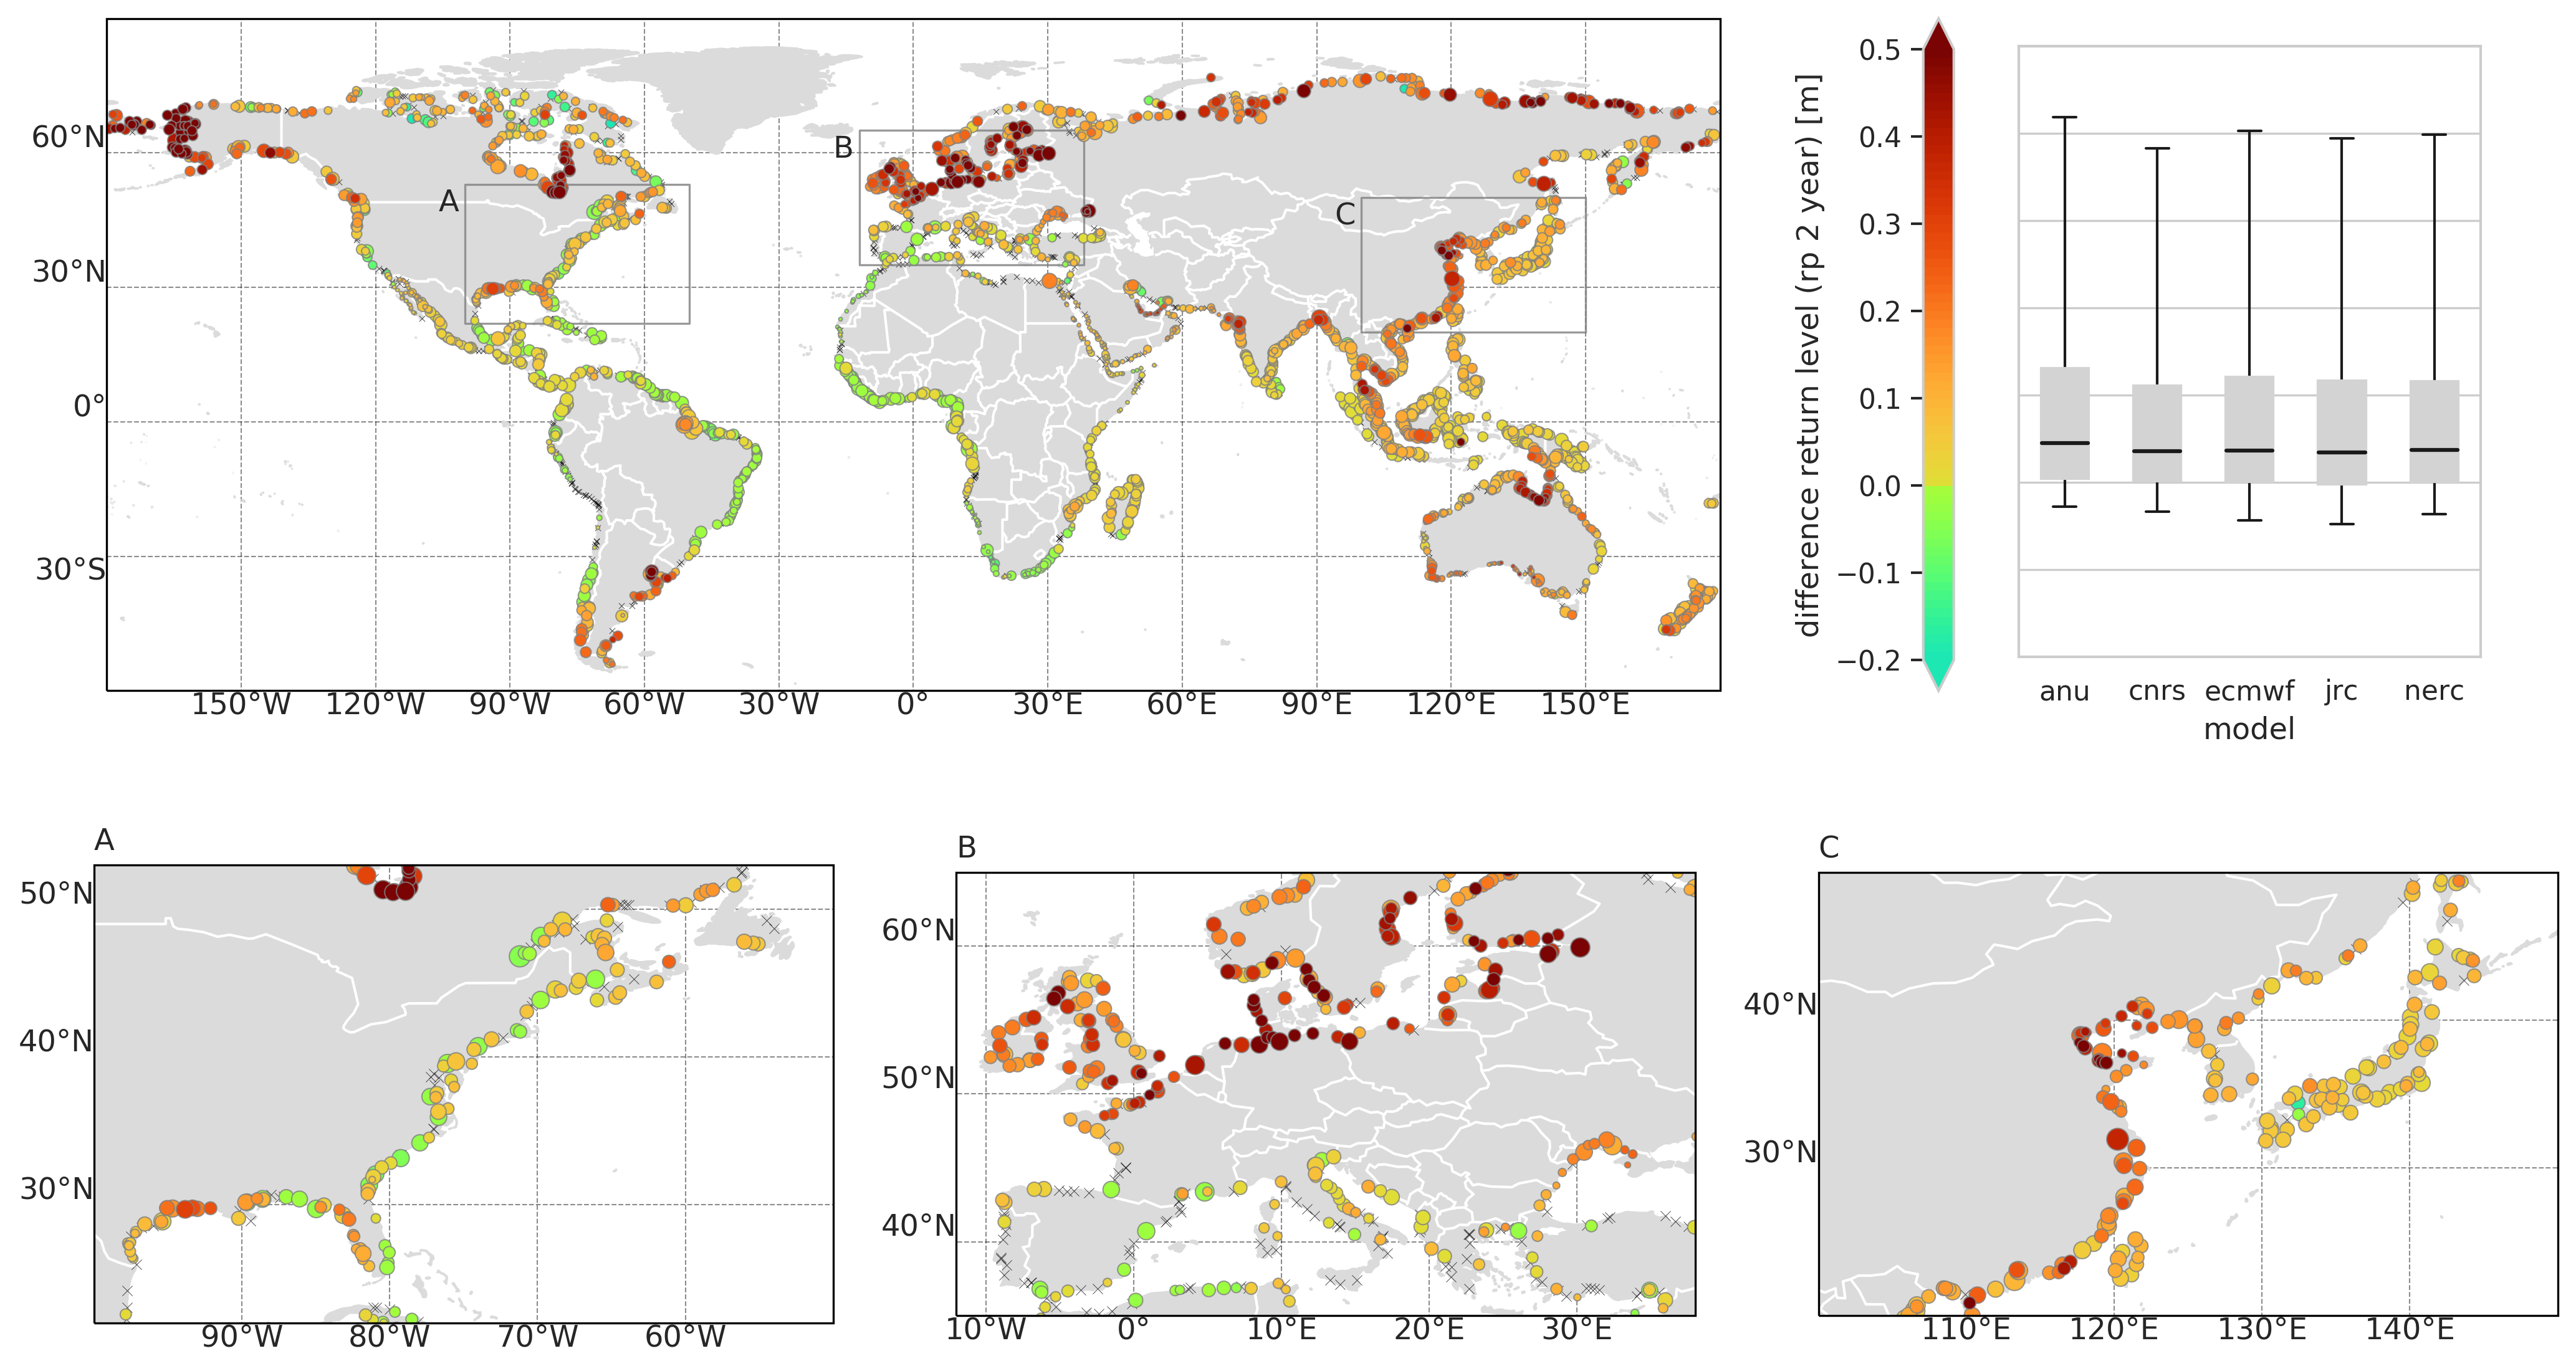 60°N
30°N
0°
30°S
150°W 120°W 90°W 60°W 30°W 0° 30°E 60°E 90°E 120°E 150°E
A
B
C
difference return level (rp 2 year) [m]
0.5
0.4
0.3
0.2
0.1
0.0
−0.1
−0.2
anu cnrs ecmwf jrc nerc
model
A
50°N
40°N
30°N
90°W 80°W 70°W 60°W
B
60°N
50°N
40°N
10°W 0° 10°E 20°E 30°E
C
40°N
30°N
110°E 120°E 130°E 140°E